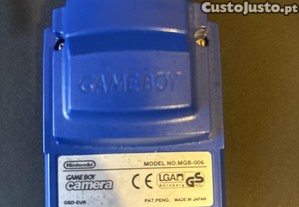 CustoJusto.pt
GAME BOY
Nintendo
MODEL NO.MGB-006
GAME BOY
camera
CE
LGA
GS
GBD-EUR
PAT.PEND. MADE IN JAPAN